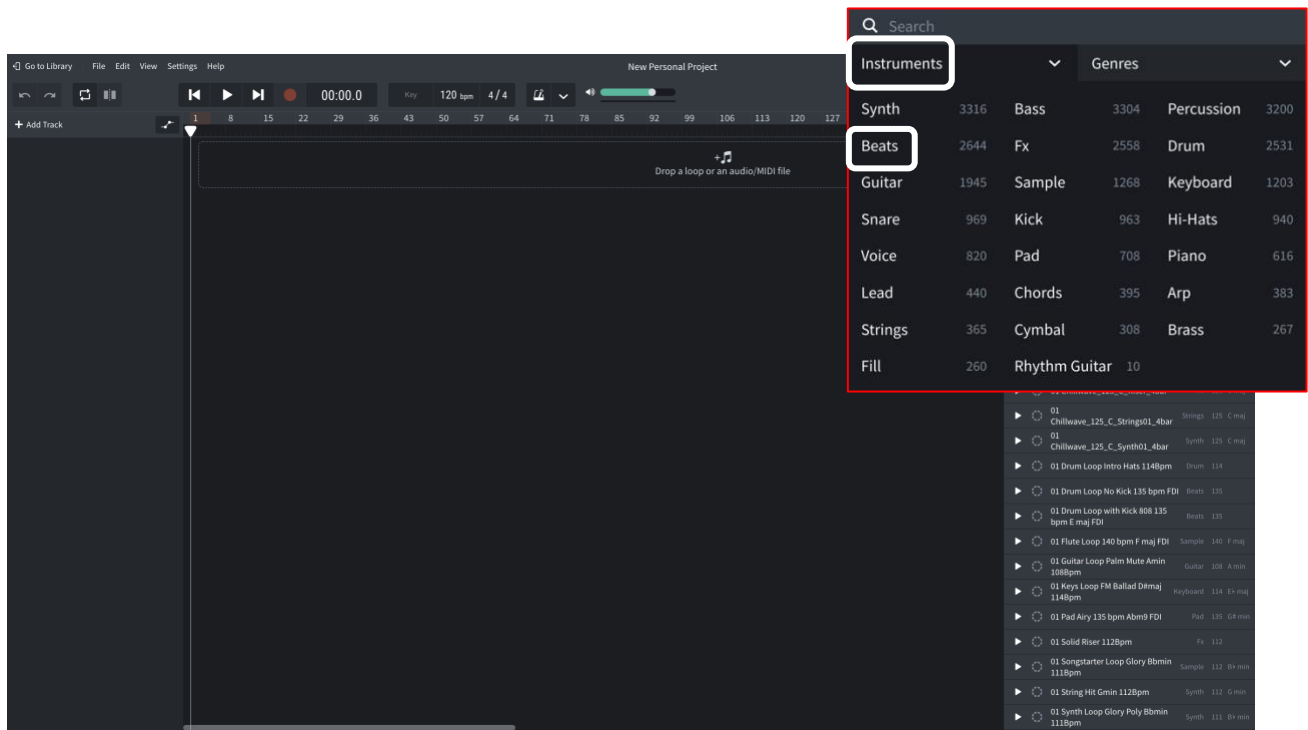 Search
Instruments Genres
Go to Library File Edit View Settings Help New Personal Project
00:00.0 Key 120 bpm 4/4
+ Add Track 1 8 15 22 29 36 43 50 57 64 71 78 85 92 99 106 113 120 127
Drop a loop or an audio/MIDI file
Synth 3316 Bass 3304 Percussion 3200
Beats 2644 Fx 2558 Drum 2531
Guitar 1945 Sample 1268 Keyboard 1203
Snare 969 Kick 963 Hi-Hats 940
Voice 820 Pad 708 Piano 616
Lead 440 Chords 395 Arp 383
Strings 365 Cymbal 308 Brass 267
Fill 260 Rhythm Guitar 10
01
Chillwave_125_C_Strings01_4bar Strings 125 C maj
01
Chillwave_125_C_Synth01_4bar Synth 125 C maj
01 Drum Loop Intro Hats 114Bpm Drum 114
01 Drum Loop No Kick 135 bpm FDI Beats 135
01 Drum Loop with Kick 808 135
bpm E maj FDI Beats 135
01 Flute Loop 140 bpm F maj FDI Sample 140 F maj
01 Guitar Loop Palm Mute Amin
108Bpm Guitar 108 A min
01 Keys Loop FM Ballad D#maj
114Bpm Keyboard 114 E♭ maj
01 Pad Airy 135 bpm Abm9 FDI Pad 135 G# min
01 Solid Riser 112Bpm Fx 112
01 Songstarter Loop Glory Bbmin
111Bpm Sample 112 B♭ min
01 String Hit Gmin 112Bpm Synth 112 G min
01 Synth Loop Glory Poly Bbmin
111Bpm Synth 111 B♭ min